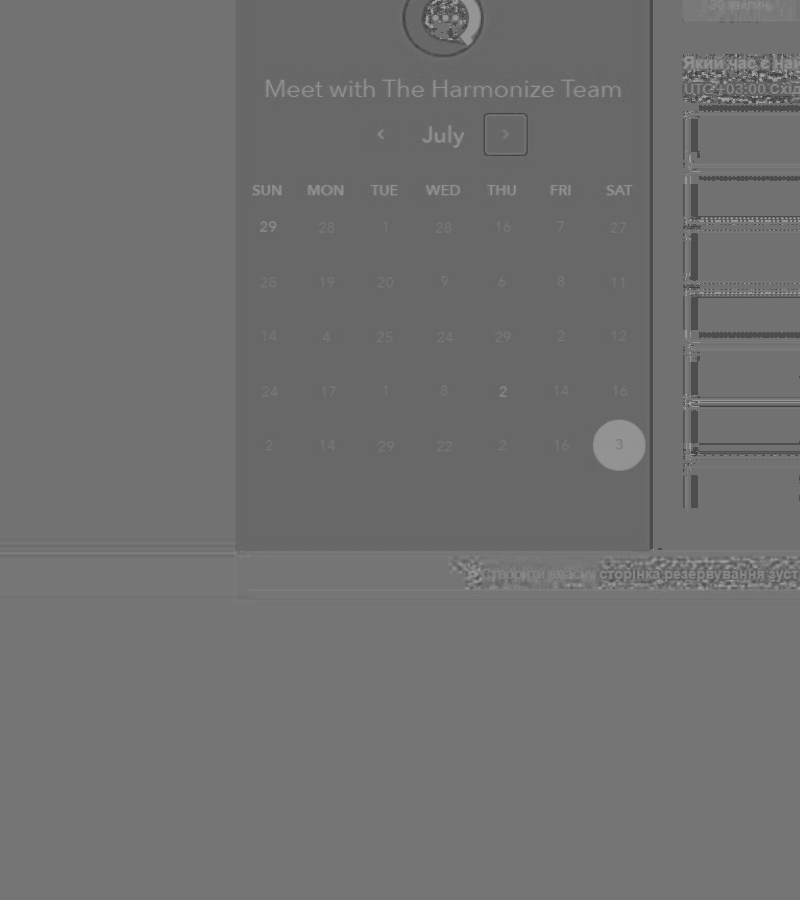 30 хвилин
Який час є най
UTC +03:00 Схід
Meet with The Harmonize Team
July
SUN MON TUE WED THU FRI SAT
29 28 1 28 16 7 27
28 19 20 9 6 8 11
14 4 25 24 29 2 12
24 17 1 8 2 14 16
2 14 29 22 2 16 3
Створити власну сторінка резервування зуст